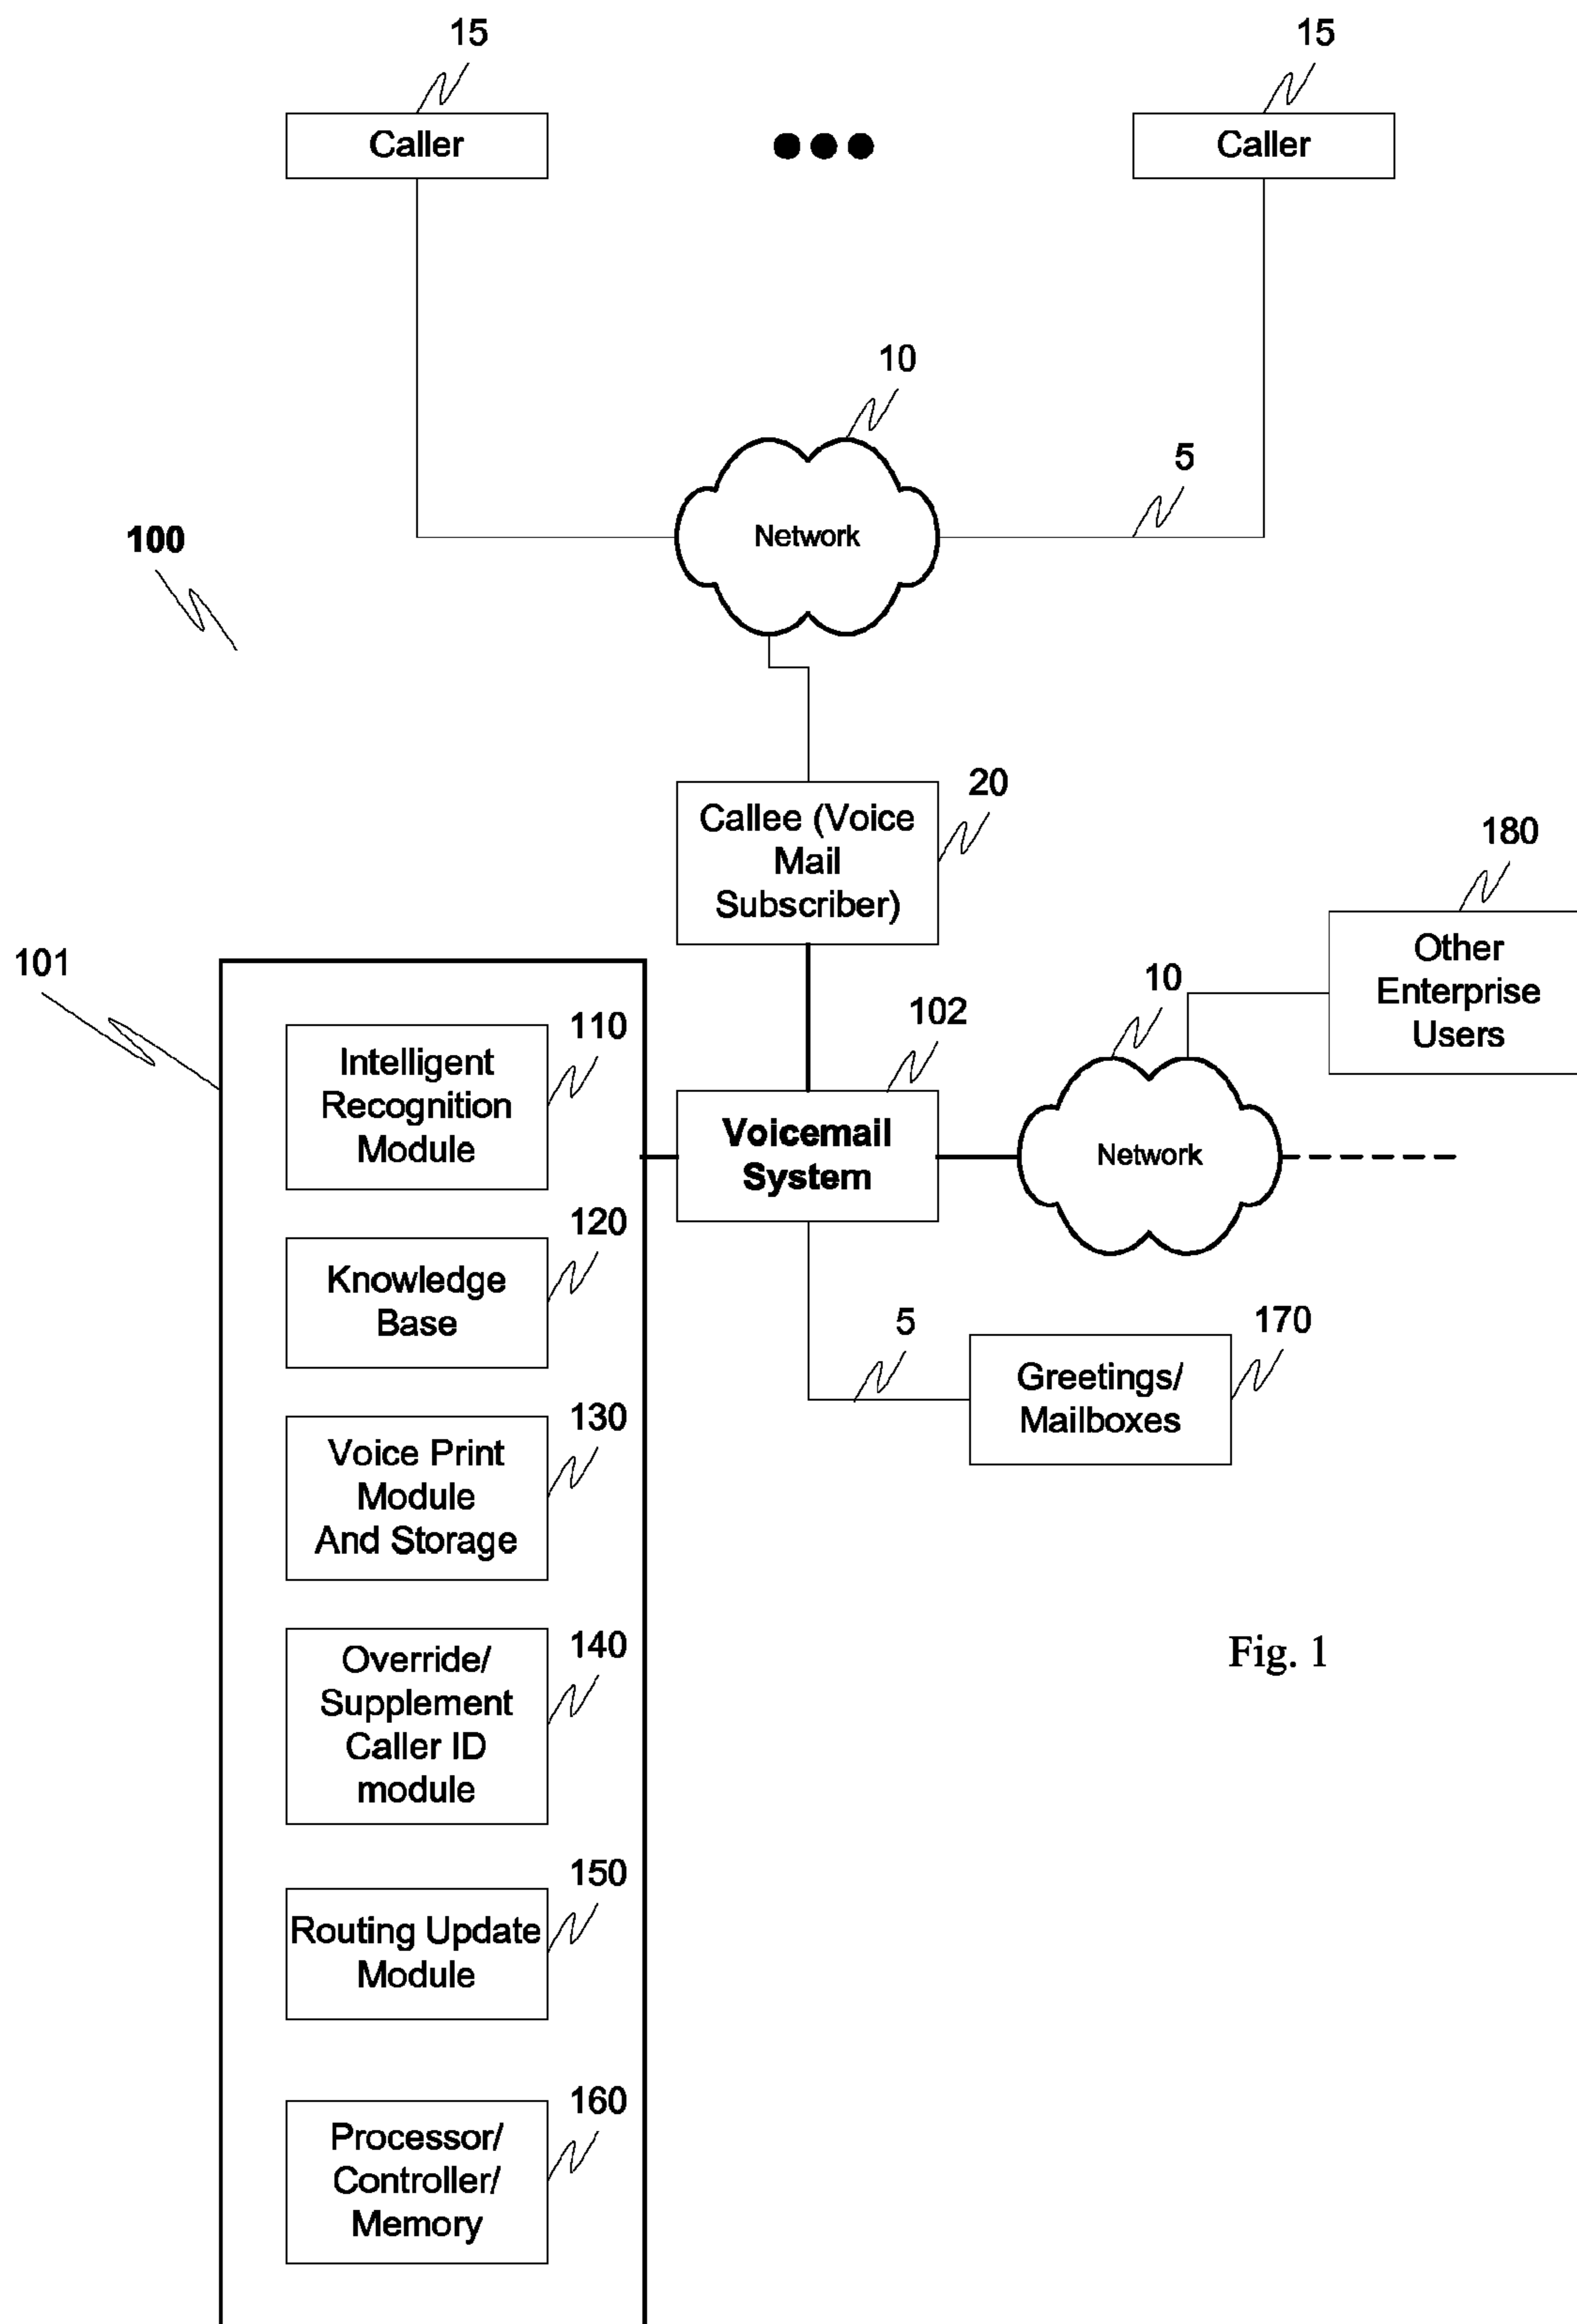 15
15
Caller
Caller
10
5
Network
100
20
Callee (Voice
Mail
Subscriber)
180
Other
Enterprise
Users
101
10
102
110
Intelligent
Recognition
Module
Voicemail
System
Network
120
Knowledge
Base
5
170
Greetings/
Mailboxes
130
Voice Print
Module
And Storage
140
Override/
Supplement
Caller ID
module
Fig. 1
150
Routing Update
Module
160
Processor/
Controller/
Memory